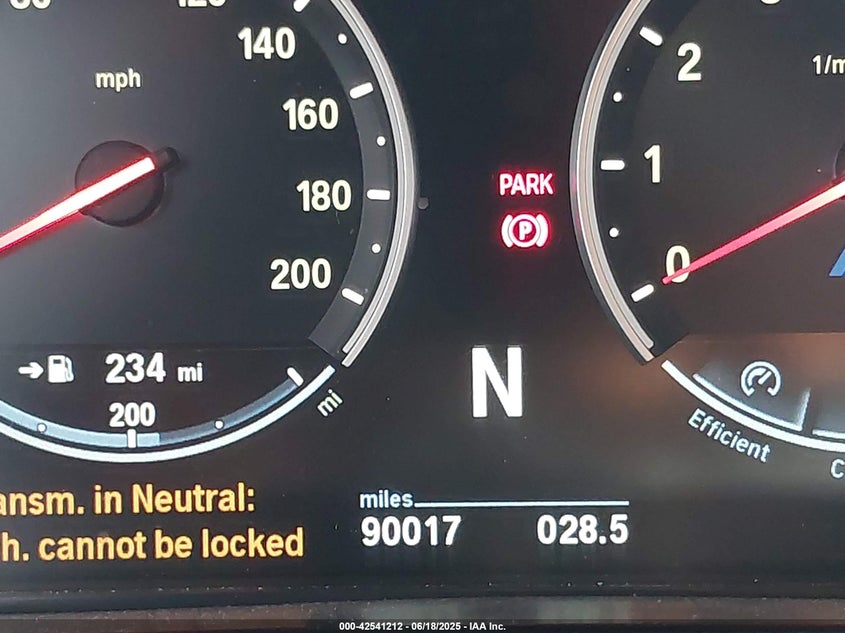 140
mph
160
180
200
2
1/m
1
0
PARK
P
234 mi
200
mi
N
Efficient
ansm. in Neutral:
h. cannot be locked
miles
90017 028.5
000-42541212 - 06/18/2025 - IAA Inc.